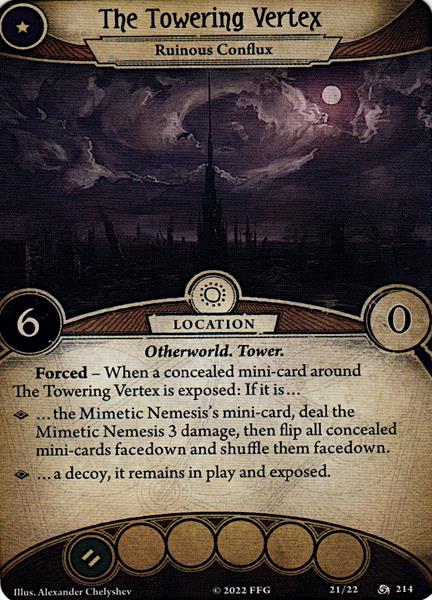 The Towering Vertex
Ruinous Conflux
6
LOCATION
0
Otherworld. Tower.
Forced – When a concealed mini-card around
The Towering Vertex is exposed: If it is…
…the Mimetic Nemesis's mini-card, deal the
Mimetic Nemesis 3 damage, then flip all concealed
mini-cards facedown and shuffle them facedown.
…a decoy, it remains in play and exposed.
Illus. Alexander Chelyshev © 2022 FFG 21/22 214